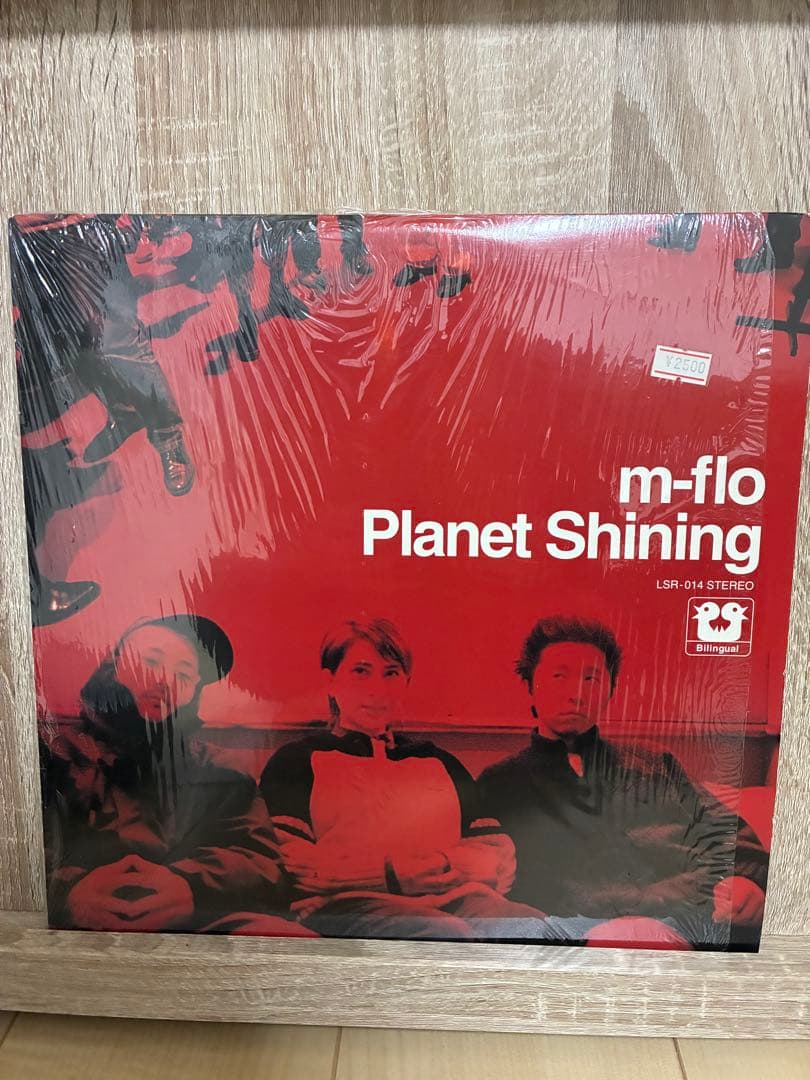 ¥2500
m-flo
Planet Shining
LSR-014 STEREO
Bilingual